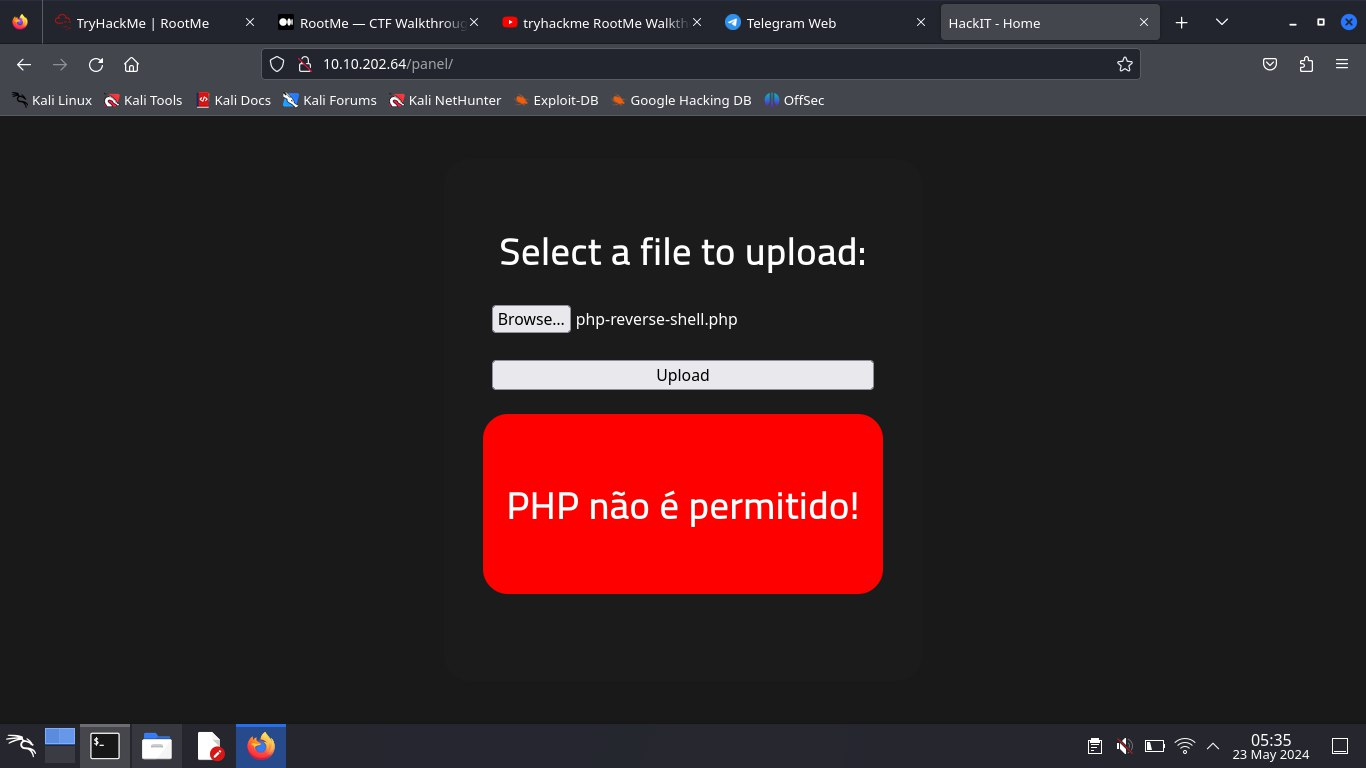 TryHackMe | RootMe
RootMe — CTF Walkthroug
tryhackme RootMe Walkth
Telegram Web
HackIT - Home
10.10.202.64/panel/
Kali Linux
Kali Tools
Kali Docs
Kali Forums
Kali NetHunter
Exploit-DB
Google Hacking DB
OffSec
Select a file to upload:
Browse... php-reverse-shell.php
Upload
PHP não é permitido!
05:35
23 May 2024